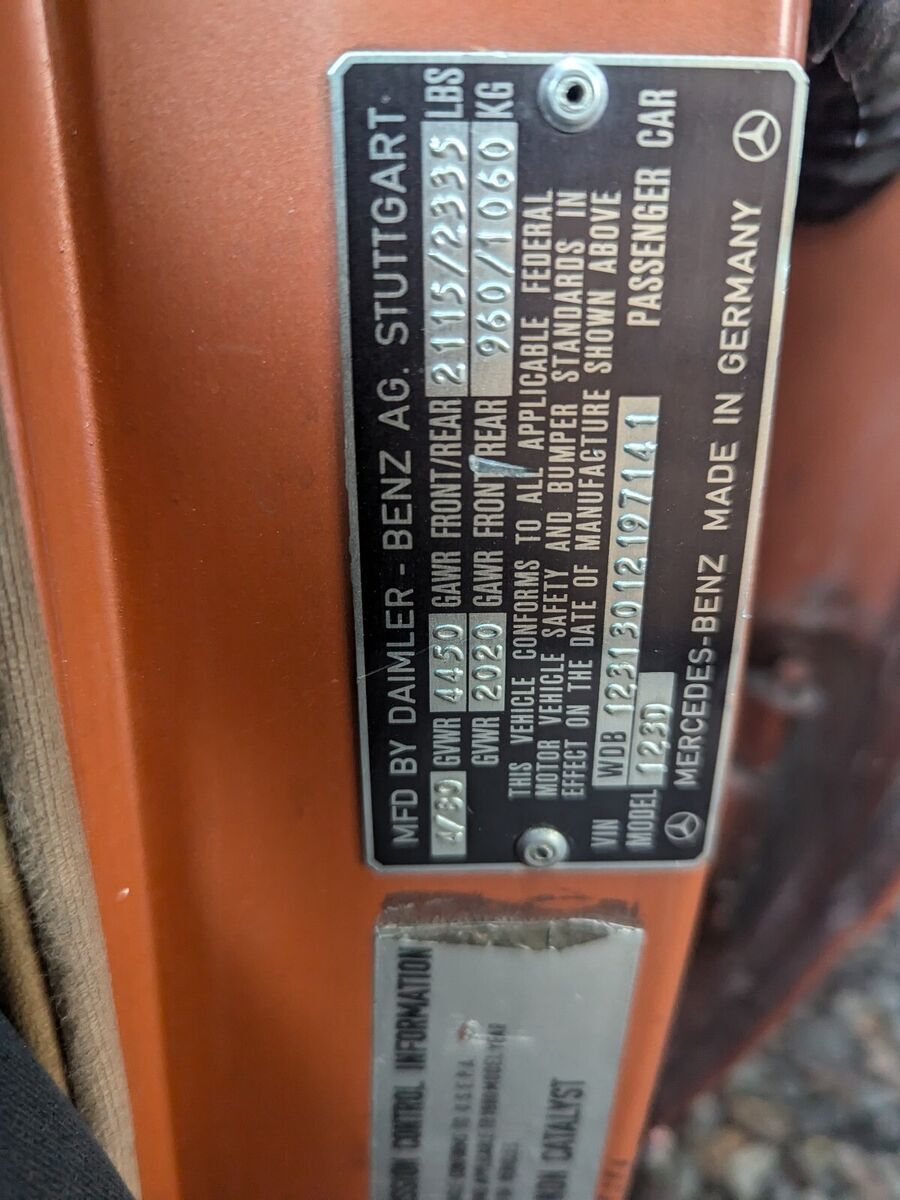 MFD BY DAIMLER - BENZ AG. STUTTGART
4/80 GVWR 4450 GAWR FRONT/REAR 2115/2335 LBS
GVWR 2020 GAWR FRONT/REAR 960/1060 KG
THIS VEHICLE CONFORMS TO ALL APPLICABLE FEDERAL
MOTOR VEHICLE SAFETY AND BUMPER STANDARDS IN
EFFECT ON THE DATE OF MANUFACTURE SHOWN ABOVE
VIN WDB 12313012197141
MODEL 123D PASSENGER CAR
MERCEDES-BENZ MADE IN GERMANY
CONTROL INFORMATION
CATALYST